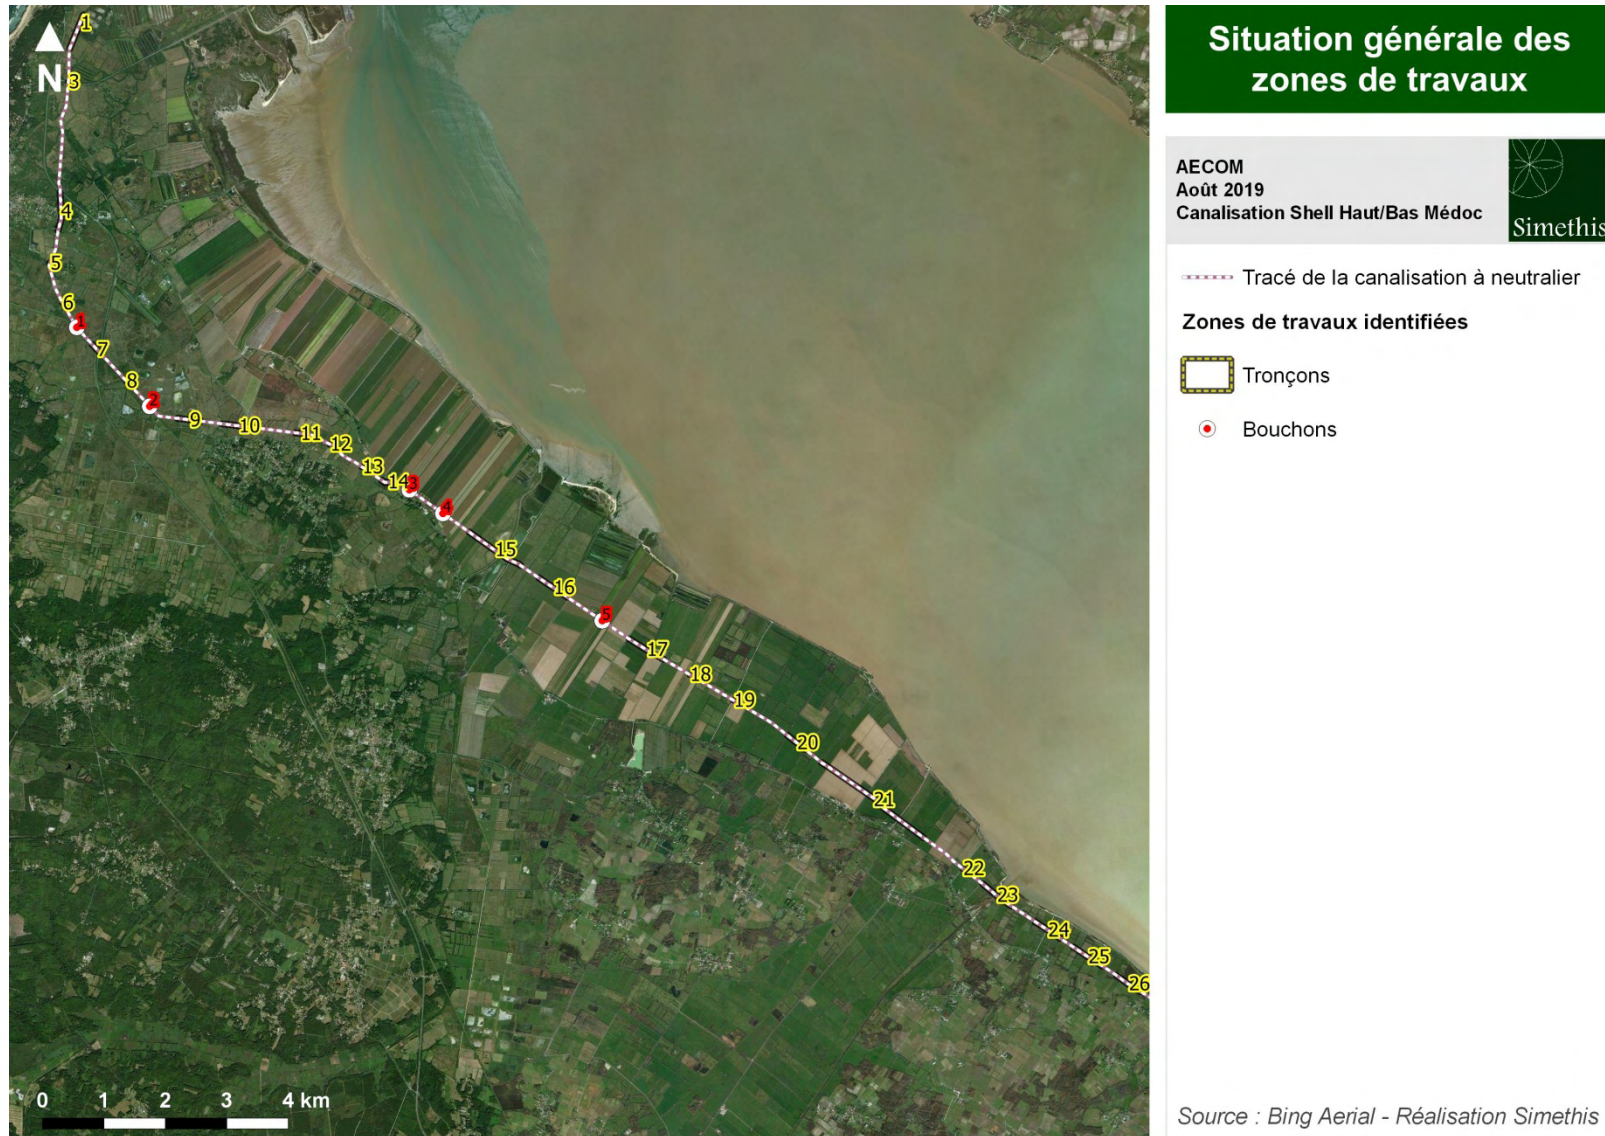 Situation générale des
zones de travaux
AECOM
Août 2019
Canalisation Shell Haut/Bas Médoc
Simethis
Tracé de la canalisation à neutralier
Zones de travaux identifiées
Tronçons
Bouchons
Source : Bing Aerial - Réalisation Simethis
N
1
3
4
5
6
1
7
8
2
9
10
11
12
13
14
3
4
15
16
5
17
18
19
20
21
22
23
24
25
26
0 1 2 3 4 km